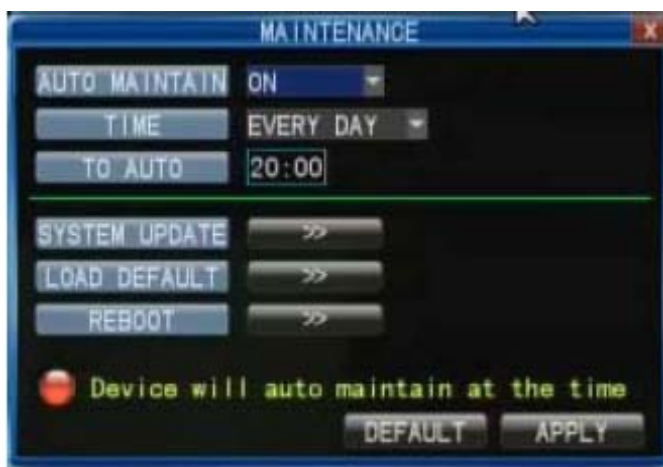 MAINTENANCE X
AUTO MAINTAIN ON
TIME EVERY DAY
TO AUTO 20:00
SYSTEM UPDATE >>
LOAD DEFAULT >>
REBOOT >>
Device will auto maintain at the time
DEFAULT APPLY